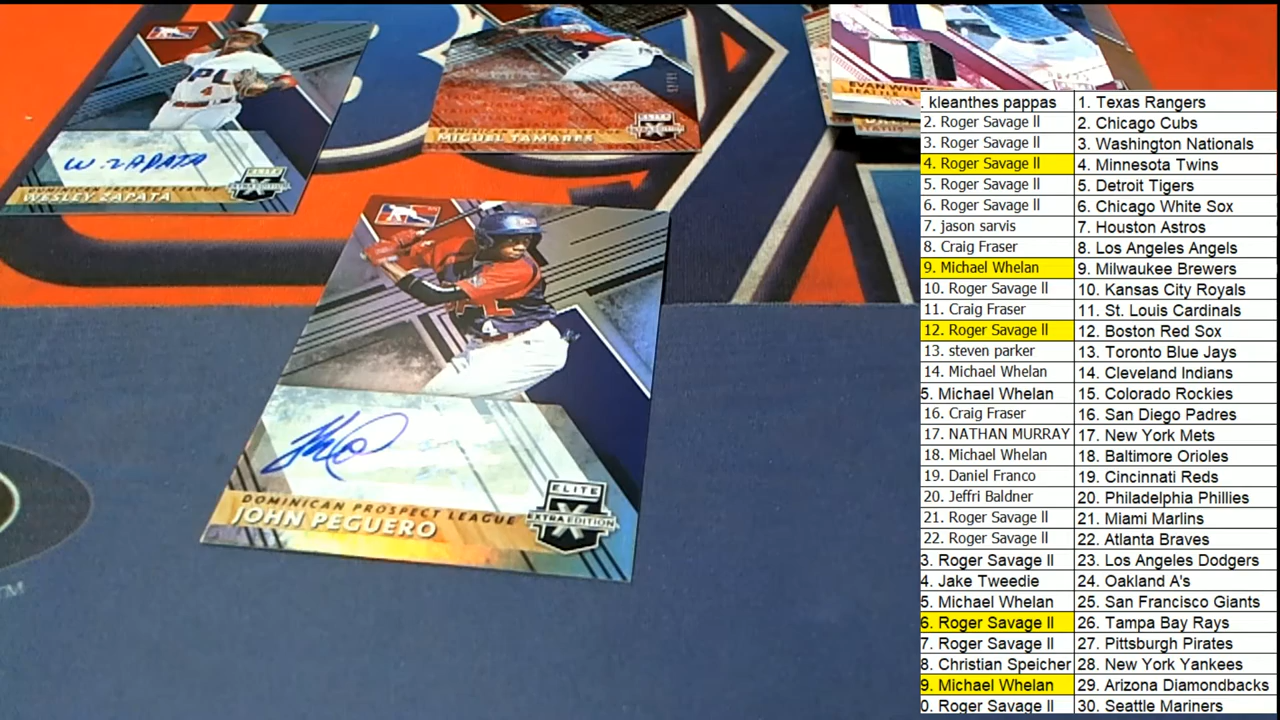 PL
4
W. ZAPATA
WESLEY ZAPATA
ELITE
EXTRA EDITION
MIGUEL TAMARES
STATUS
EVAN WHITE
SEATTLE
STATUS
DOMINICAN PROSPECT LEAGUE
JOHN PEGUERO
ELITE
EXTRA EDITION
X
TM
. kleanthes pappas 1. Texas Rangers
2. Roger Savage ll 2. Chicago Cubs
3. Roger Savage ll 3. Washington Nationals
4. Roger Savage ll 4. Minnesota Twins
5. Roger Savage ll 5. Detroit Tigers
6. Roger Savage ll 6. Chicago White Sox
7. jason sarvis 7. Houston Astros
8. Craig Fraser 8. Los Angeles Angels
9. Michael Whelan 9. Milwaukee Brewers
10. Roger Savage ll 10. Kansas City Royals
11. Craig Fraser 11. St. Louis Cardinals
12. Roger Savage ll 12. Boston Red Sox
13. steven parker 13. Toronto Blue Jays
14. Michael Whelan 14. Cleveland Indians
5. Michael Whelan 15. Colorado Rockies
16. Craig Fraser 16. San Diego Padres
17. NATHAN MURRAY 17. New York Mets
18. Michael Whelan 18. Baltimore Orioles
19. Daniel Franco 19. Cincinnati Reds
20. Jeffri Baldner 20. Philadelphia Phillies
21. Roger Savage ll 21. Miami Marlins
22. Roger Savage ll 22. Atlanta Braves
3. Roger Savage ll 23. Los Angeles Dodgers
4. Jake Tweedie 24. Oakland A's
5. Michael Whelan 25. San Francisco Giants
6. Roger Savage ll 26. Tampa Bay Rays
7. Roger Savage ll 27. Pittsburgh Pirates
8. Christian Speicher 28. New York Yankees
9. Michael Whelan 29. Arizona Diamondbacks
0. Roger Savage ll 30. Seattle Mariners